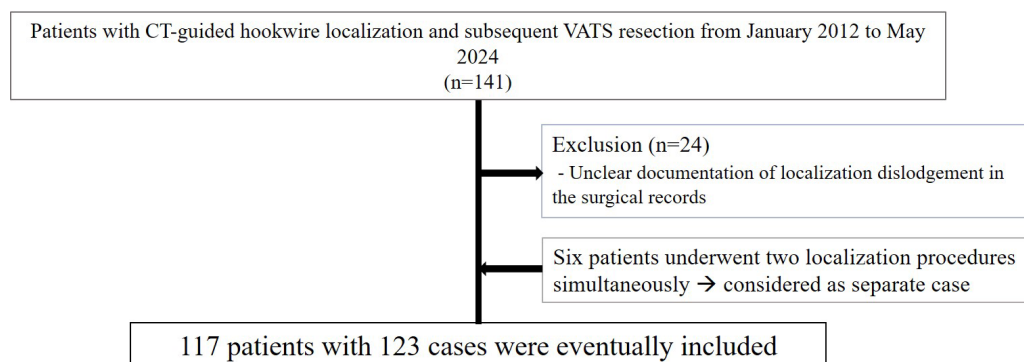 Patients with CT-guided hookwire localization and subsequent VATS resection from January 2012 to May
2024
(n=141)
Exclusion (n=24)
- Unclear documentation of localization dislodgement in
the surgical records
Six patients underwent two localization procedures
simultaneously → considered as separate case
117 patients with 123 cases were eventually included